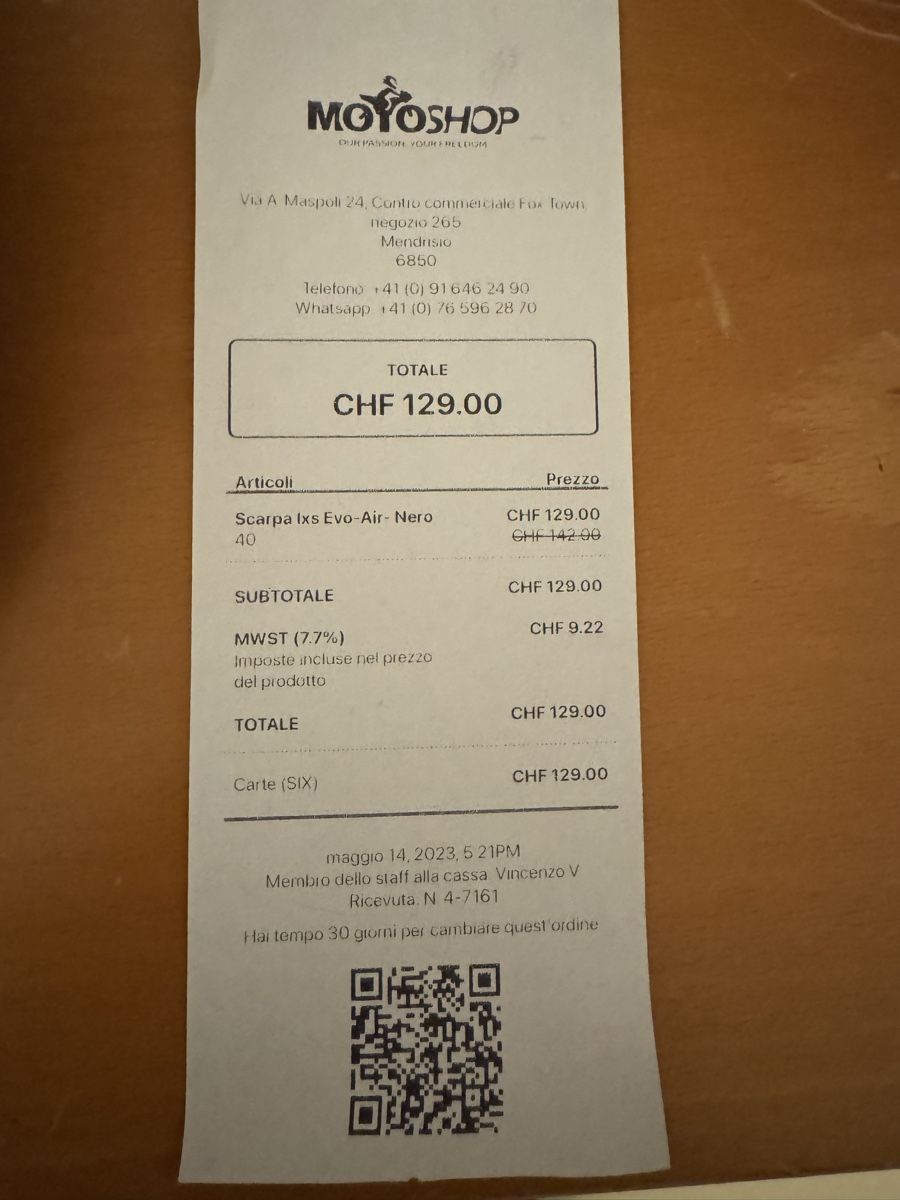 MOTOSHOP
OUR PASSION. YOUR FREEDOM
Via A. Maspoli 24, Centro commerciale Fox Town,
negozio 265
Mendrisio
6850
Telefono: +41 (0) 91 646 24 90
Whatsapp: +41 (0) 76 596 28 70
TOTALE
CHF 129.00
Articoli Prezzo
Scarpa Ixs Evo-Air- Nero CHF 129.00
40 CHF 142.00
SUBTOTALE CHF 129.00
MWST (7.7%) CHF 9.22
Imposte incluse nel prezzo
del prodotto
TOTALE CHF 129.00
Carte (SIX) CHF 129.00
maggio 14, 2023, 5:21PM
Membro dello staff alla cassa: Vincenzo V
Ricevuta. N. 4-7161
Hai tempo 30 giorni per cambiare quest'ordine